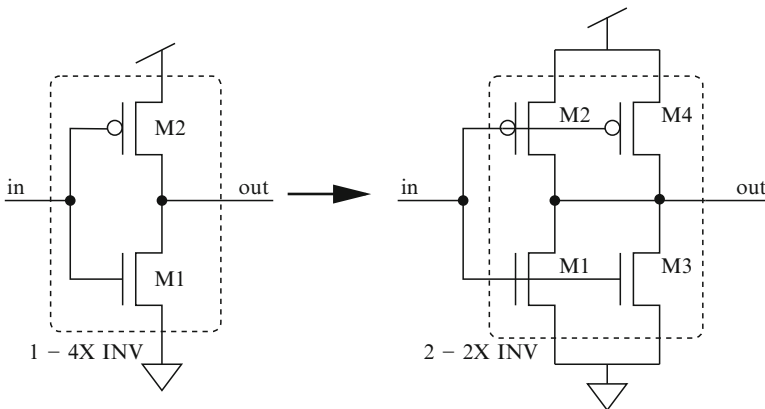 M2
in
out
M1
1 − 4X INV
M2
M4
in
out
M1
M3
2 − 2X INV